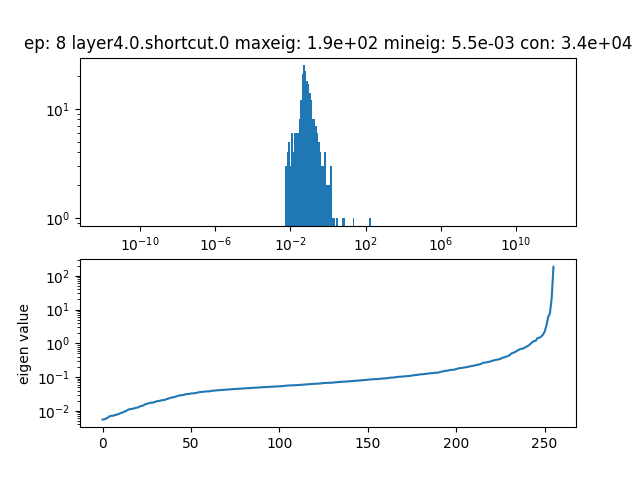 ep: 8 layer4.0.shortcut.0 maxeig: 1.9e+02 mineig: 5.5e-03 con: 3.4e+04
10¹
10⁰
10⁻¹⁰ 10⁻⁶ 10⁻² 10² 10⁶ 10¹⁰
10²
10¹
10⁰
10⁻¹
10⁻²
eigen value
0 50 100 150 200 250